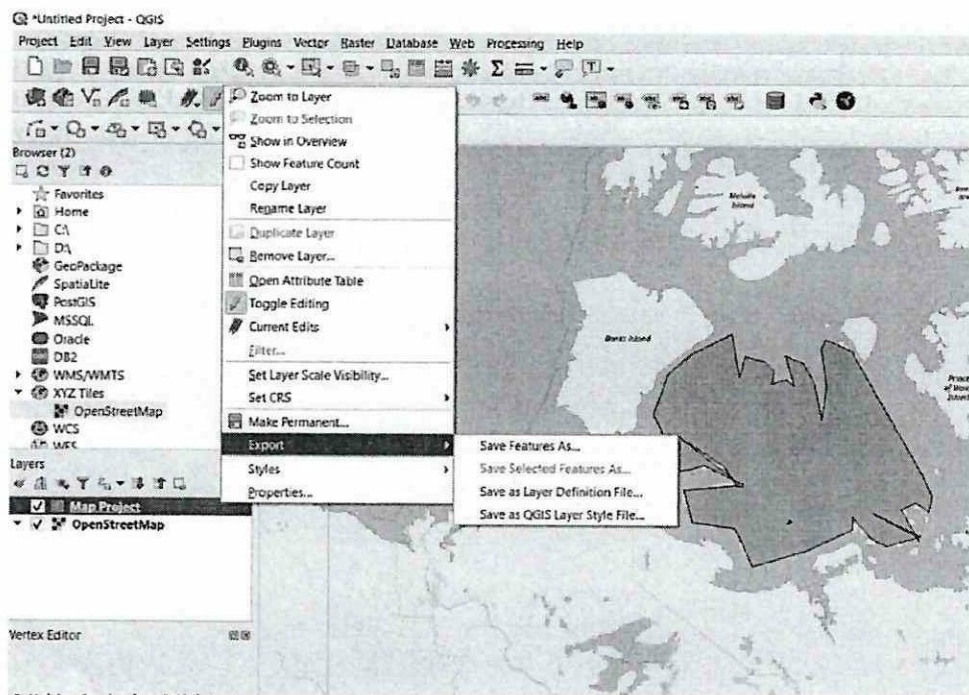 *Untitled Project - QGIS
Project Edit View Layer Settings Plugins Vector Raster Database Web Processing Help
Browser (2)
Favorites
Home
C:\
D:\
GeoPackage
SpatiaLite
PostGIS
MSSQL
Oracle
DB2
WMS/WMTS
XYZ Tiles
OpenStreetMap
WCS
WFS
Layers
Map Project
OpenStreetMap
Vertex Editor
Zoom to Layer
Zoom to Selection
Show in Overview
Show Feature Count
Copy Layer
Rename Layer
Duplicate Layer
Remove Layer...
Open Attribute Table
Toggle Editing
Current Edits
Filter...
Set Layer Scale Visibility...
Set CRS
Make Permanent...
Export
Styles
Properties...
Save Features As...
Save Selected Features As...
Save as Layer Definition File...
Save as QGIS Layer Style File...
Melville
Island
Banks Island